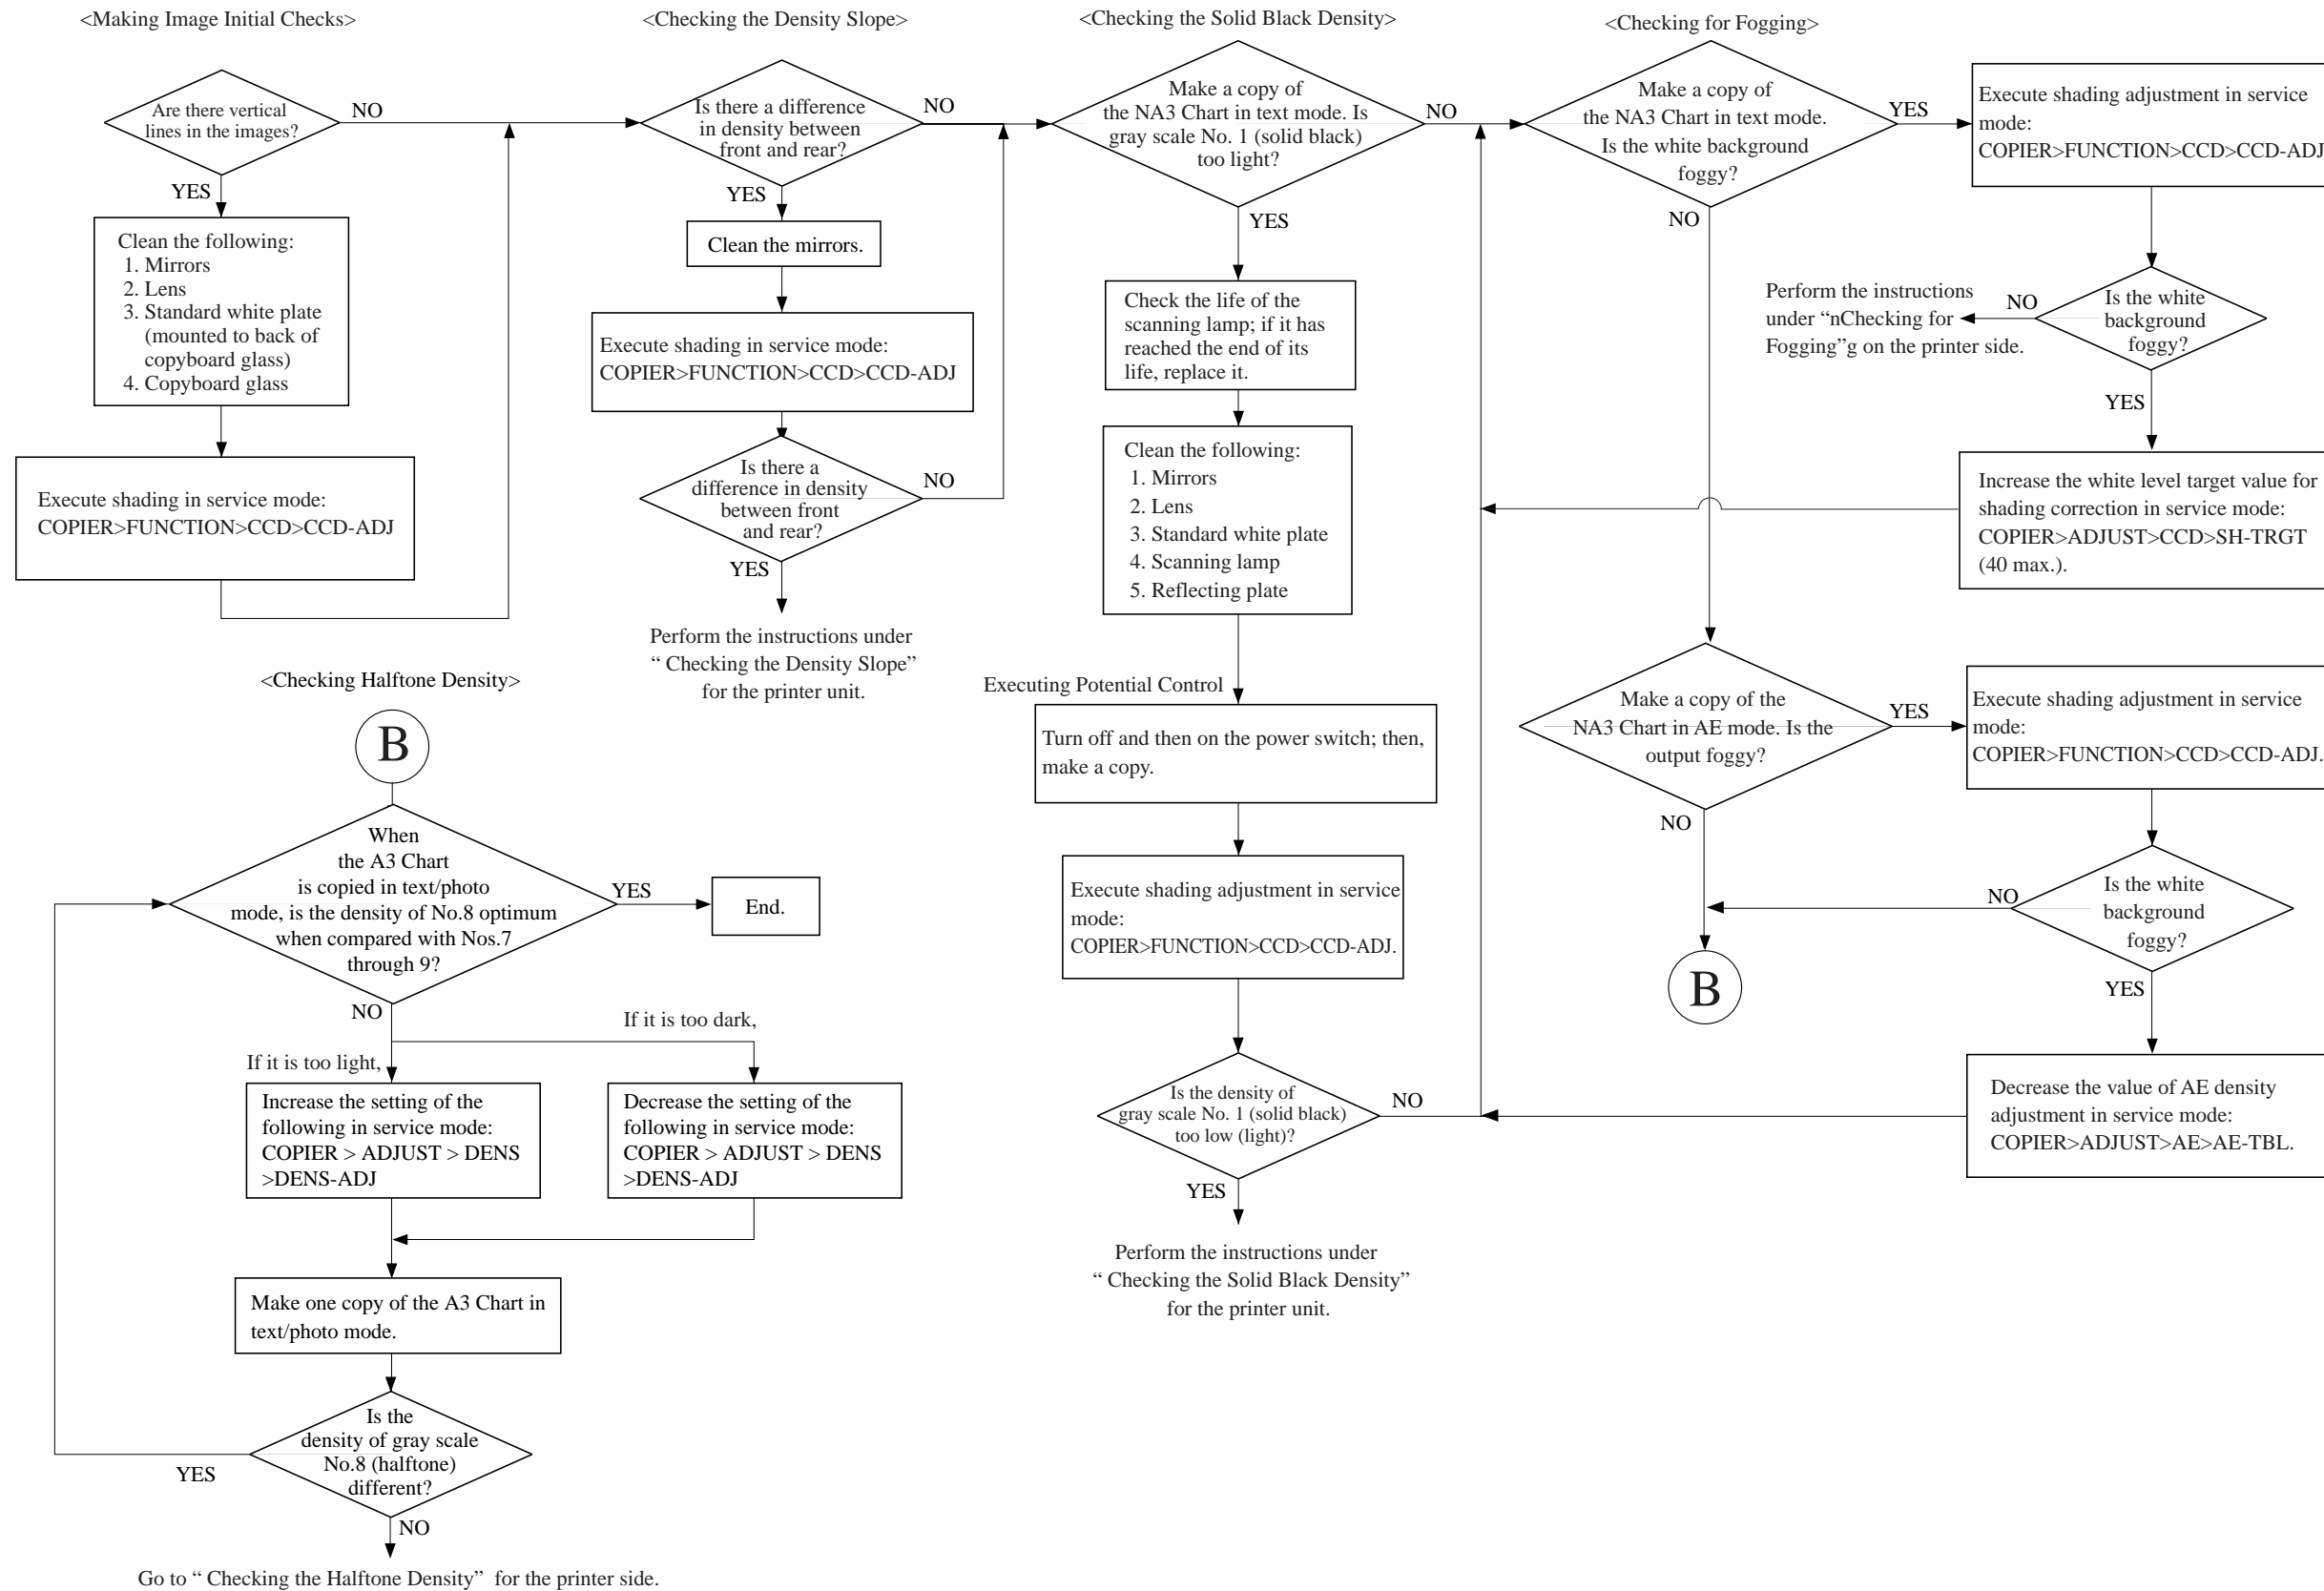 <Making Image Initial Checks>
Are there vertical
lines in the images?
NO
YES
Clean the following:
1. Mirrors
2. Lens
3. Standard white plate
(mounted to back of
copyboard glass)
4. Copyboard glass
Execute shading in service mode:
COPIER>FUNCTION>CCD>CCD-ADJ
<Checking the Density Slope>
Is there a difference
in density between
front and rear?
NO
YES
Clean the mirrors.
Execute shading in service mode:
COPIER>FUNCTION>CCD>CCD-ADJ
Is there a
difference in density
between front
and rear?
NO
YES
Perform the instructions under
“ Checking the Density Slope”
for the printer unit.
<Checking the Solid Black Density>
Make a copy of
the NA3 Chart in text mode. Is
gray scale No. 1 (solid black)
too light?
NO
YES
Check the life of the
scanning lamp; if it has
reached the end of its
life, replace it.
Clean the following:
1. Mirrors
2. Lens
3. Standard white plate
4. Scanning lamp
5. Reflecting plate
Executing Potential Control
Turn off and then on the power switch; then,
make a copy.
Execute shading adjustment in service
mode:
COPIER>FUNCTION>CCD>CCD-ADJ.
Is the density of
gray scale No. 1 (solid black)
too low (light)?
NO
YES
Perform the instructions under
“ Checking the Solid Black Density”
for the printer unit.
<Checking for Fogging>
Make a copy of
the NA3 Chart in text mode.
Is the white background
foggy?
YES
NO
Execute shading adjustment in service
mode:
COPIER>FUNCTION>CCD>CCD-ADJ
Is the white
background
foggy?
NO
Perform the instructions
under “nChecking for
Fogging”g on the printer side.
YES
Increase the white level target value for
shading correction in service mode:
COPIER>ADJUST>CCD>SH-TRGT
(40 max.).
Make a copy of the
NA3 Chart in AE mode. Is the
output foggy?
YES
NO
Execute shading adjustment in service
mode:
COPIER>FUNCTION>CCD>CCD-ADJ.
Is the white
background
foggy?
NO
YES
B
Decrease the value of AE density
adjustment in service mode:
COPIER>ADJUST>AE>AE-TBL.
<Checking Halftone Density>
B
When
the A3 Chart
is copied in text/photo
mode, is the density of No.8 optimum
when compared with Nos.7
through 9?
YES
End.
NO
If it is too dark,
If it is too light,
Increase the setting of the
following in service mode:
COPIER > ADJUST > DENS
>DENS-ADJ
Decrease the setting of the
following in service mode:
COPIER > ADJUST > DENS
>DENS-ADJ
Make one copy of the A3 Chart in
text/photo mode.
Is the
density of gray scale
No.8 (halftone)
different?
YES
NO
Go to “ Checking the Halftone Density” for the printer side.